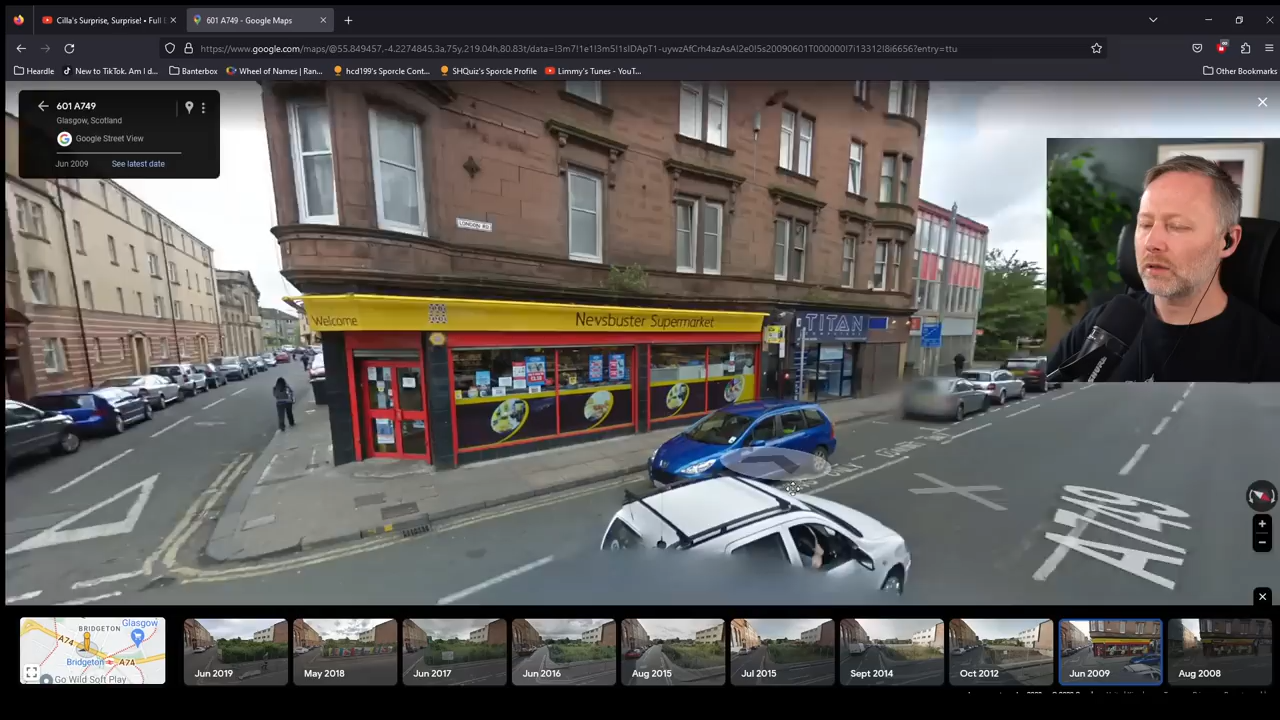 Cilla's Surprise, Surprise! • Full E
601 A749 - Google Maps
https://www.google.com/maps/@55.849457,-4.2274845,3a,75y,219.04h,80.83t/data=!3m7!1e1!3m5!1sIDApT1-uywzAfCrh4azAsA!2e0!5s20090601T000000!7i13312!8i6656?entry=ttu
Heardle
New to TikTok, Am I d...
Banterbox
Wheel of Names | Ran...
hcd199's Sporcle Cont...
SHQuiz's Sporcle Profile
Limmy's Tunes - YouT...
Other Bookmarks
601 A749
Glasgow, Scotland
Google Street View
Jun 2009
See latest date
LONDON RD
Welcome
Newsbuster Supermarket
TITAN
A749
BRIDGETON
Glasgow
A74
Bridgeton
A74
Go Wild Soft Play
Jun 2019
May 2018
Jun 2017
Jun 2016
Aug 2015
Jul 2015
Sept 2014
Oct 2012
Jun 2009
Aug 2008